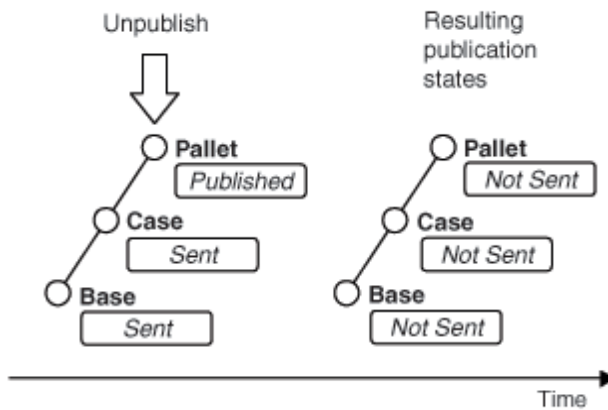 Unpublish
Pallet
Published
Case
Sent
Base
Sent
Resulting
publication
states
Pallet
Not Sent
Case
Not Sent
Base
Not Sent
Time